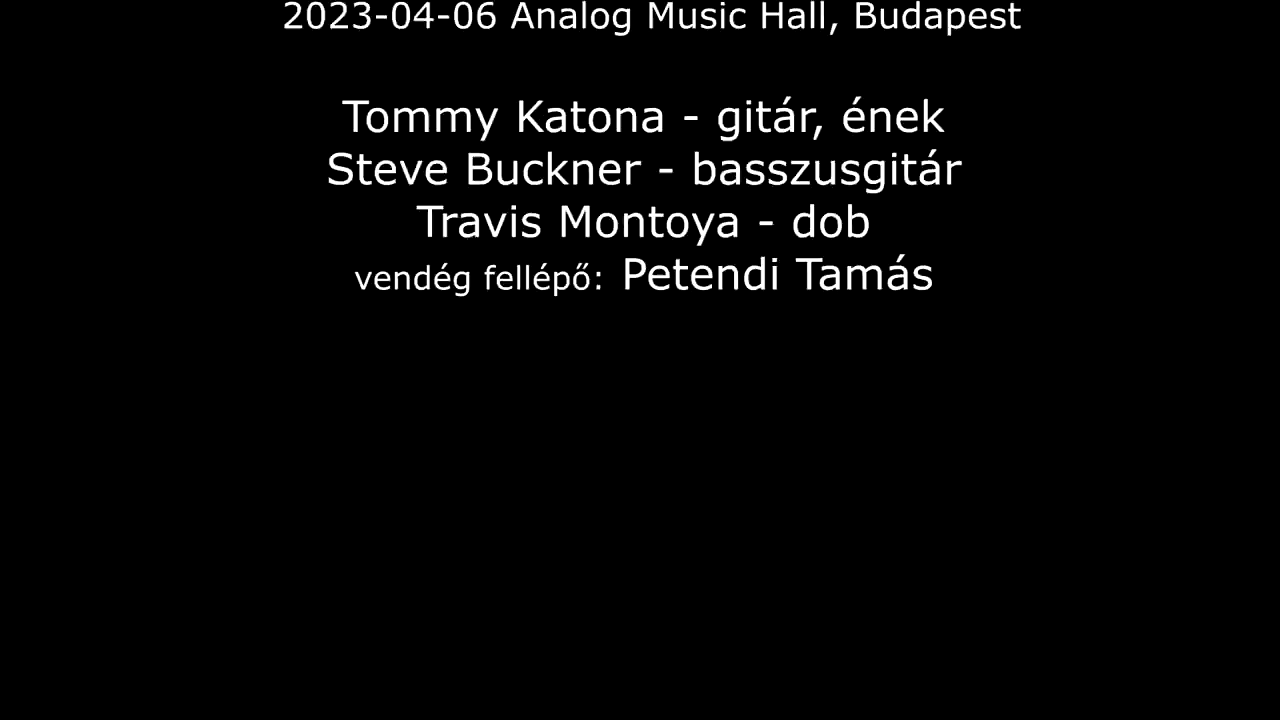 2023-04-06 Analog Music Hall, Budapest
Tommy Katona - gitár, ének
Steve Buckner - basszusgitár
Travis Montoya - dob
vendég fellépő: Petendi Tamás